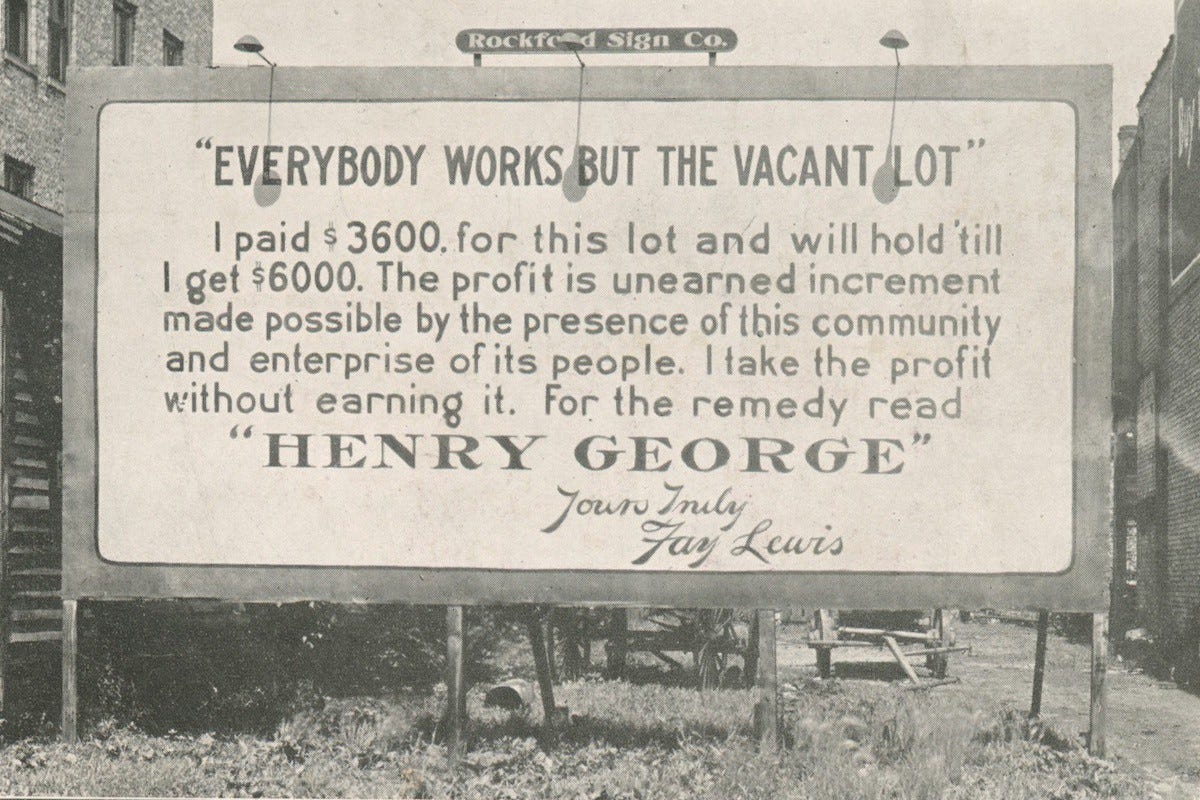 Rockford Sign Co.
"EVERYBODY WORKS BUT THE VACANT LOT"
I paid $3600. for this lot and will hold 'till
I get $6000. The profit is unearned increment
made possible by the presence of this community
and enterprise of its people. I take the profit
without earning it. For the remedy read
"HENRY GEORGE"
Yours Truly
Fay Lewis